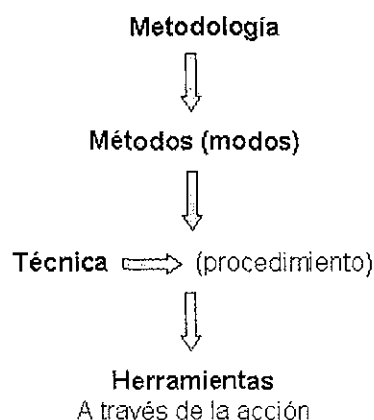 Metodología
Métodos (modos)
Técnica (procedimiento)
Herramientas
A través de la acción